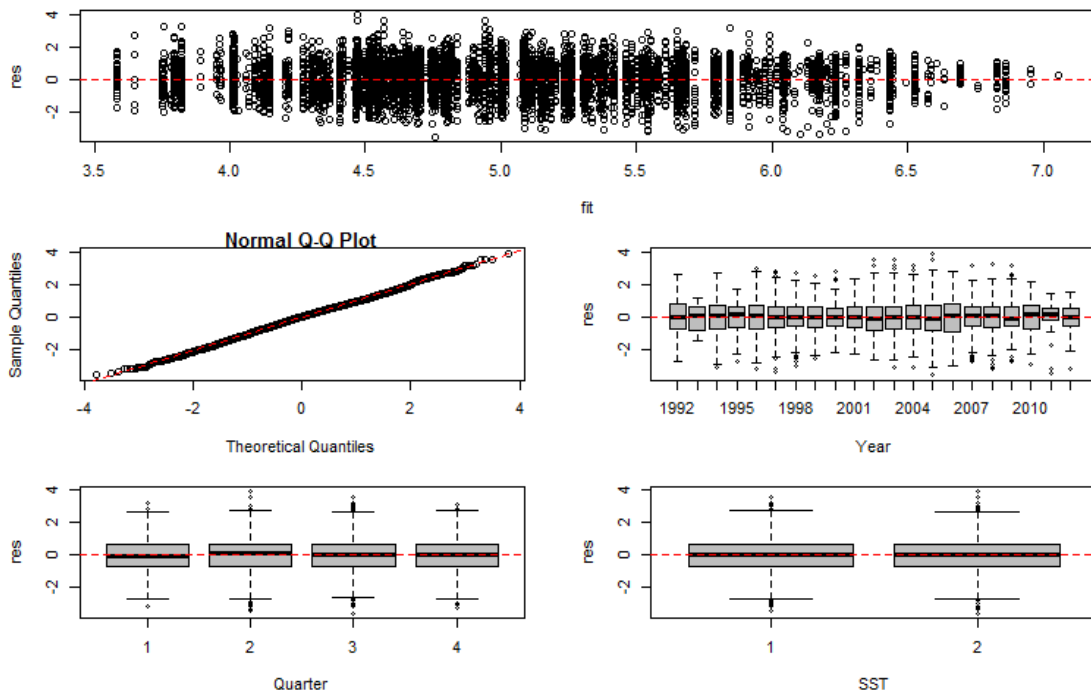 4
2
0
-2
res
3.5 4.0 4.5 5.0 5.5 6.0 6.5 7.0
fit
Normal Q-Q Plot
4
2
0
-2
Sample Quantiles
-4 -2 0 2 4
Theoretical Quantiles
4
2
0
-2
res
1992 1995 1998 2001 2004 2007 2010
Year
4
2
0
-2
res
1 2 3 4
Quarter
4
2
0
-2
res
1 2
SST